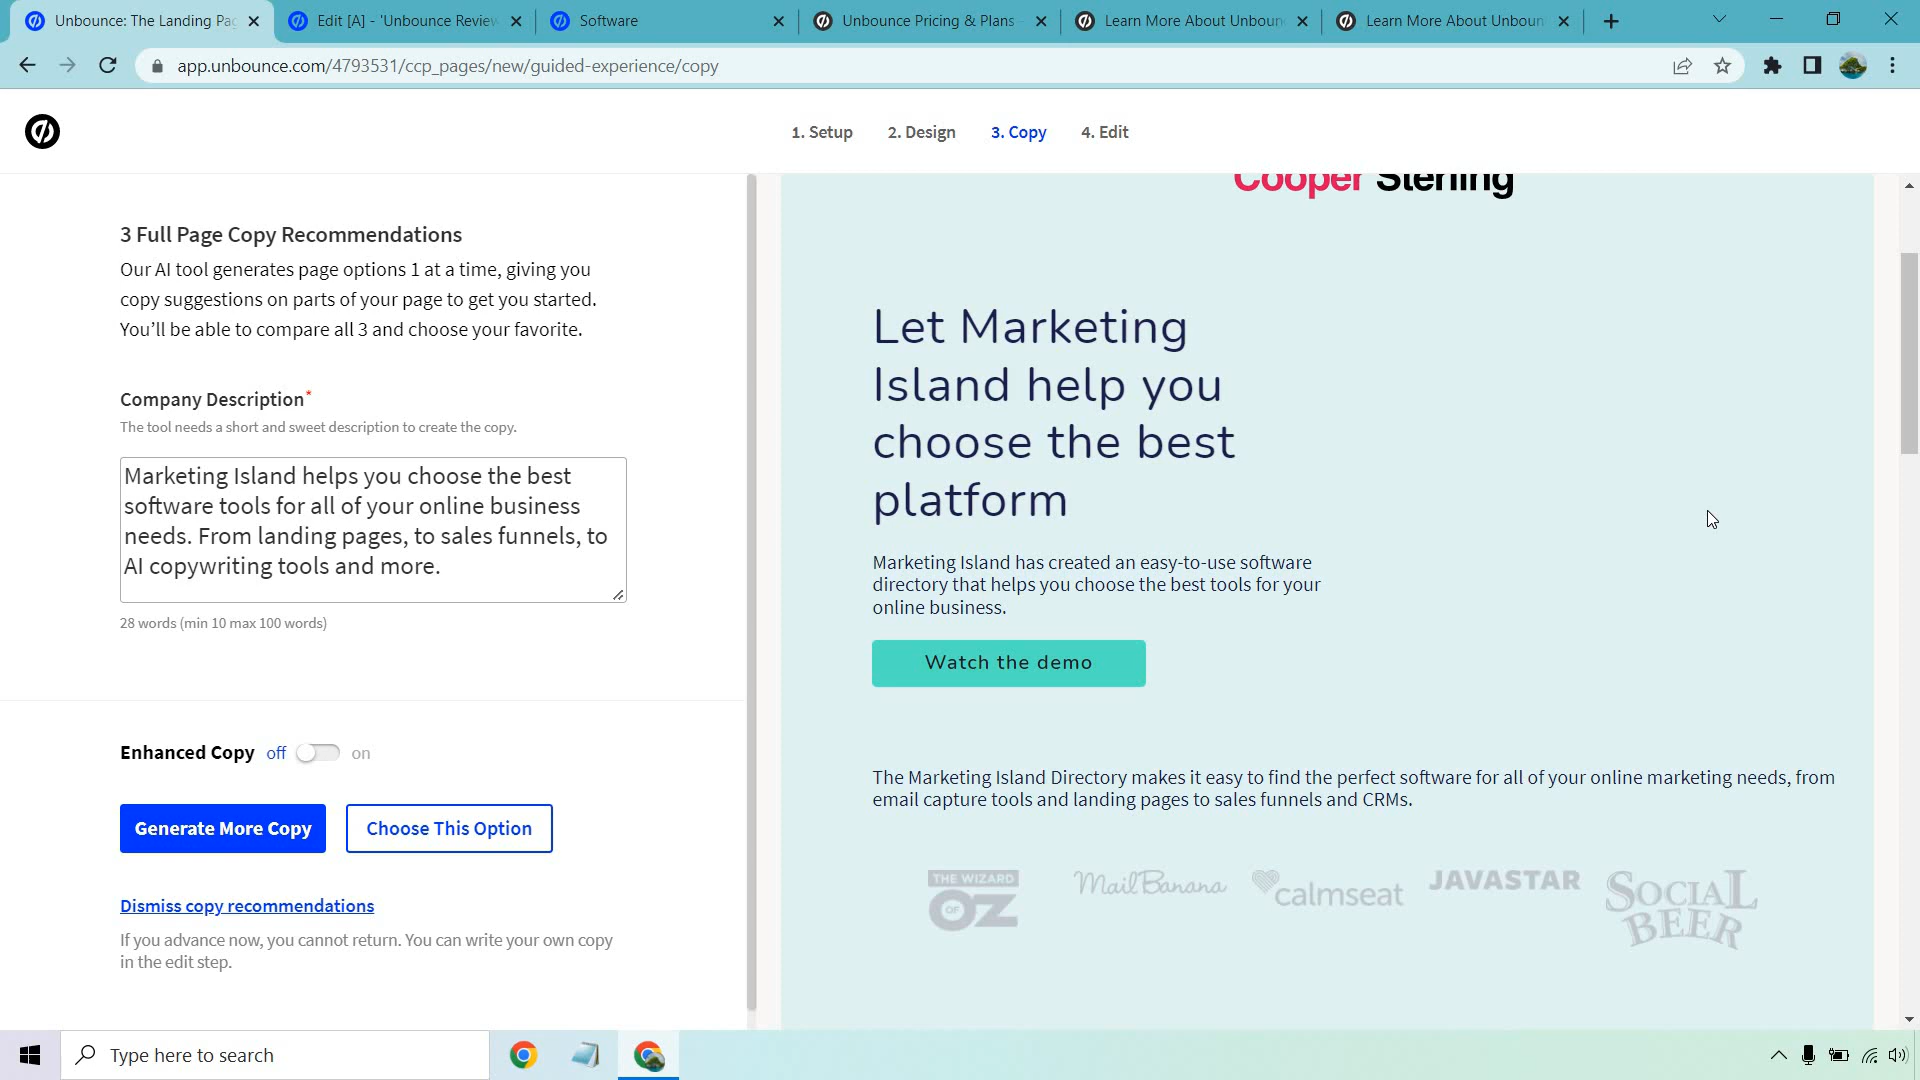 Unbounce: The Landing Pag
Edit [A] - 'Unbounce Review
Software
Unbounce Pricing & Plans -
Learn More About Unboun
Learn More About Unboun
app.unbounce.com/4793531/ccp_pages/new/guided-experience/copy
1. Setup
2. Design
3. Copy
4. Edit
3 Full Page Copy Recommendations
Our AI tool generates page options 1 at a time, giving you
copy suggestions on parts of your page to get you started.
You’ll be able to compare all 3 and choose your favorite.
Company Description*
The tool needs a short and sweet description to create the copy.
Marketing Island helps you choose the best
software tools for all of your online business
needs. From landing pages, to sales funnels, to
AI copywriting tools and more.
28 words (min 10 max 100 words)
Enhanced Copy off on
Generate More Copy
Choose This Option
Dismiss copy recommendations
If you advance now, you cannot return. You can write your own copy
in the edit step.
Cooper Sterling
Let Marketing
Island help you
choose the best
platform
Marketing Island has created an easy-to-use software
directory that helps you choose the best tools for your
online business.
Watch the demo
The Marketing Island Directory makes it easy to find the perfect software for all of your online marketing needs, from
email capture tools and landing pages to sales funnels and CRMs.
THE WIZARD
OF OZ
MailBanana
calmseat
JAVASTAR
SOCIAL
BEER
Type here to search